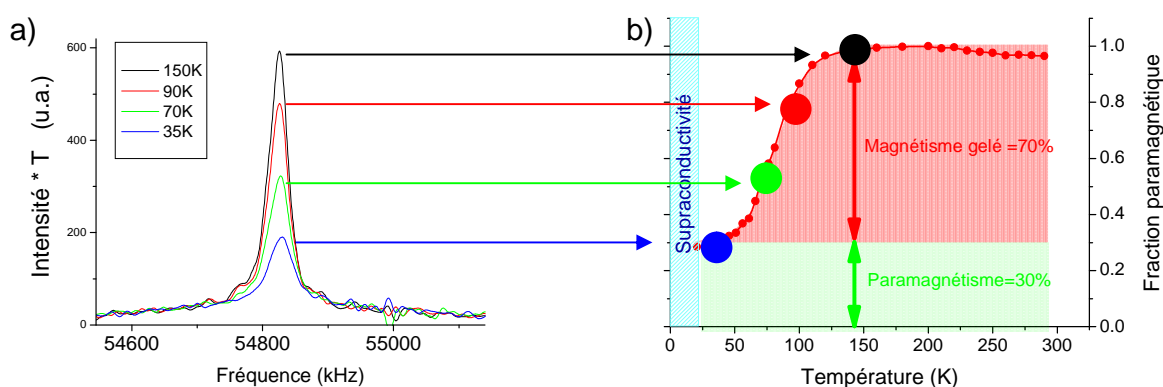 a)
Intensité * T (u.a.)
600
400
200
0
150K
90K
70K
35K
54600
54800
55000
Fréquence (kHz)
b)
Supraconductivité
Magnétisme gelé =70%
Paramagnétisme=30%
0
50
100
150
200
250
300
Température (K)
1.0
0.8
0.6
0.4
0.2
0.0
Fraction paramagnétique